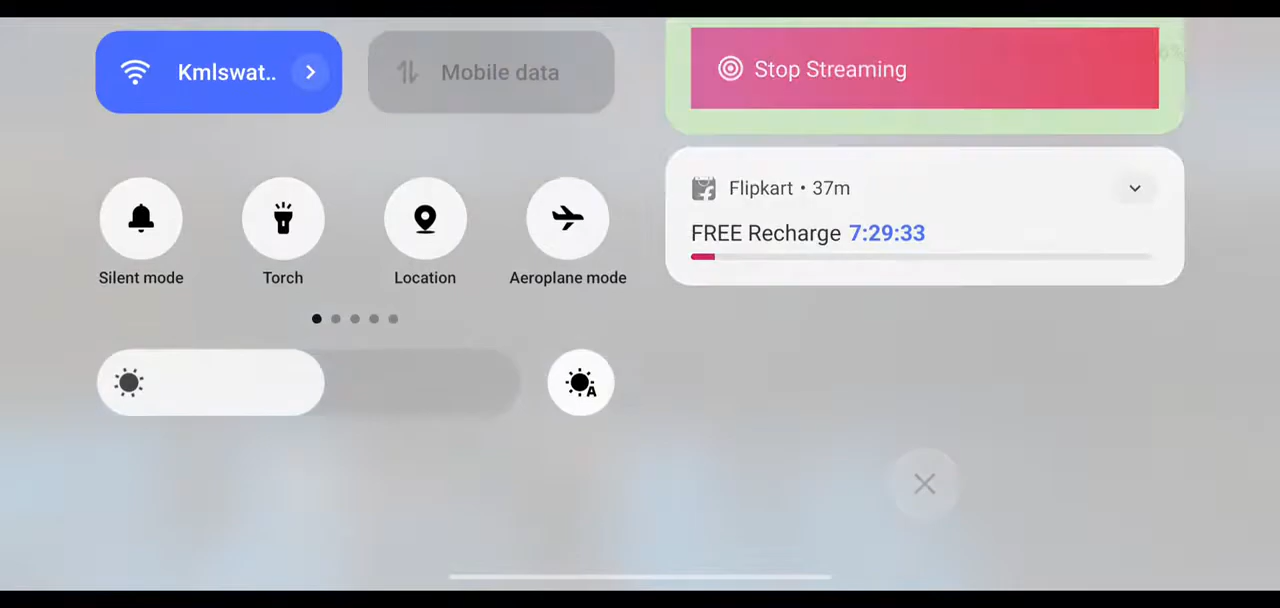 Kmlswat..
Mobile data
Silent mode
Torch
Location
Aeroplane mode
A
Stop Streaming
Flipkart • 37m
FREE Recharge 7:29:33